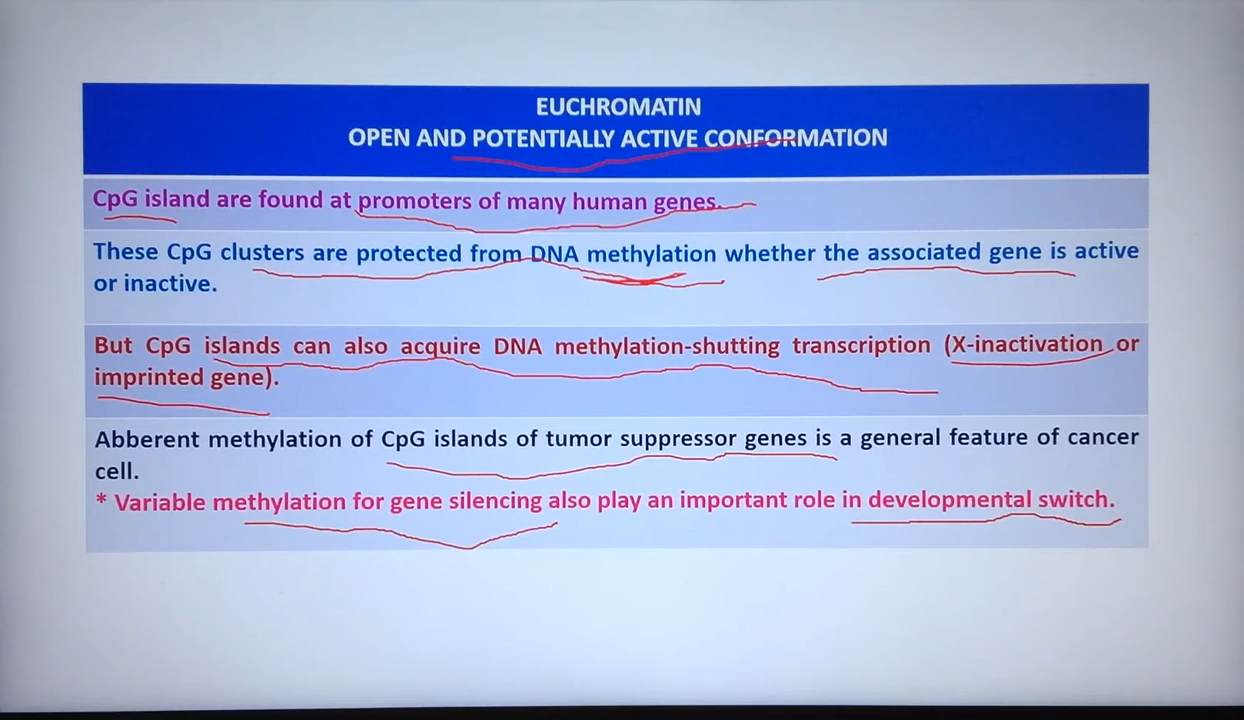 EUCHROMATIN
OPEN AND POTENTIALLY ACTIVE CONFORMATION
CpG island are found at promoters of many human genes.
These CpG clusters are protected from DNA methylation whether the associated gene is active
or inactive.
But CpG islands can also acquire DNA methylation-shutting transcription (X-inactivation or
imprinted gene).
Abberent methylation of CpG islands of tumor suppressor genes is a general feature of cancer
cell.
* Variable methylation for gene silencing also play an important role in developmental switch.